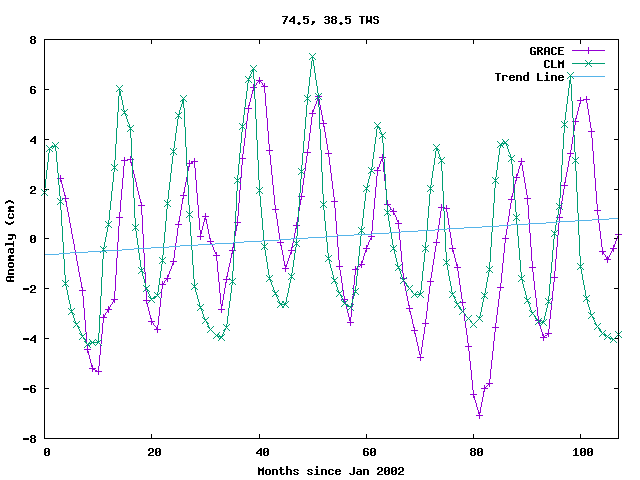 74.5, 38.5 TWS
GRACE
CLM
Trend Line
8
6
4
2
0
-2
-4
-6
-8
Anomaly (cm)
0 20 40 60 80 100
Months since Jan 2002